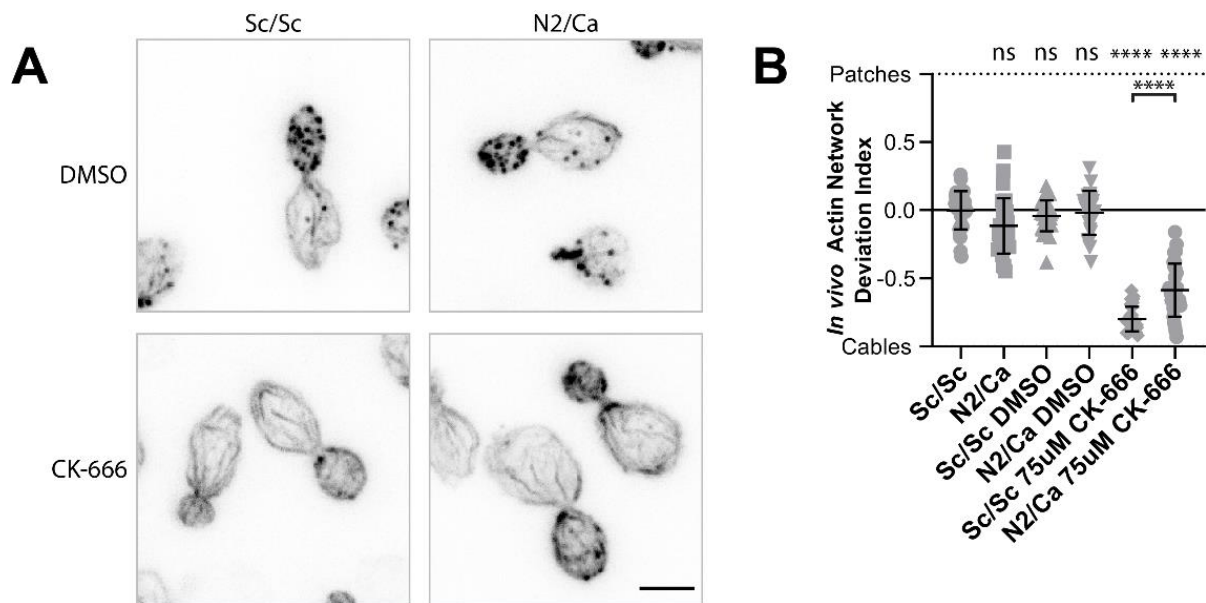 A
Sc/Sc
N2/Ca
DMSO
CK-666
B
ns ns ns **** ****
****
Patches
0.5
0.0
-0.5
Cables
In vivo Actin Network
Deviation Index
Sc/Sc
N2/Ca
Sc/Sc DMSO
N2/Ca DMSO
Sc/Sc 75uM CK-666
N2/Ca 75uM CK-666